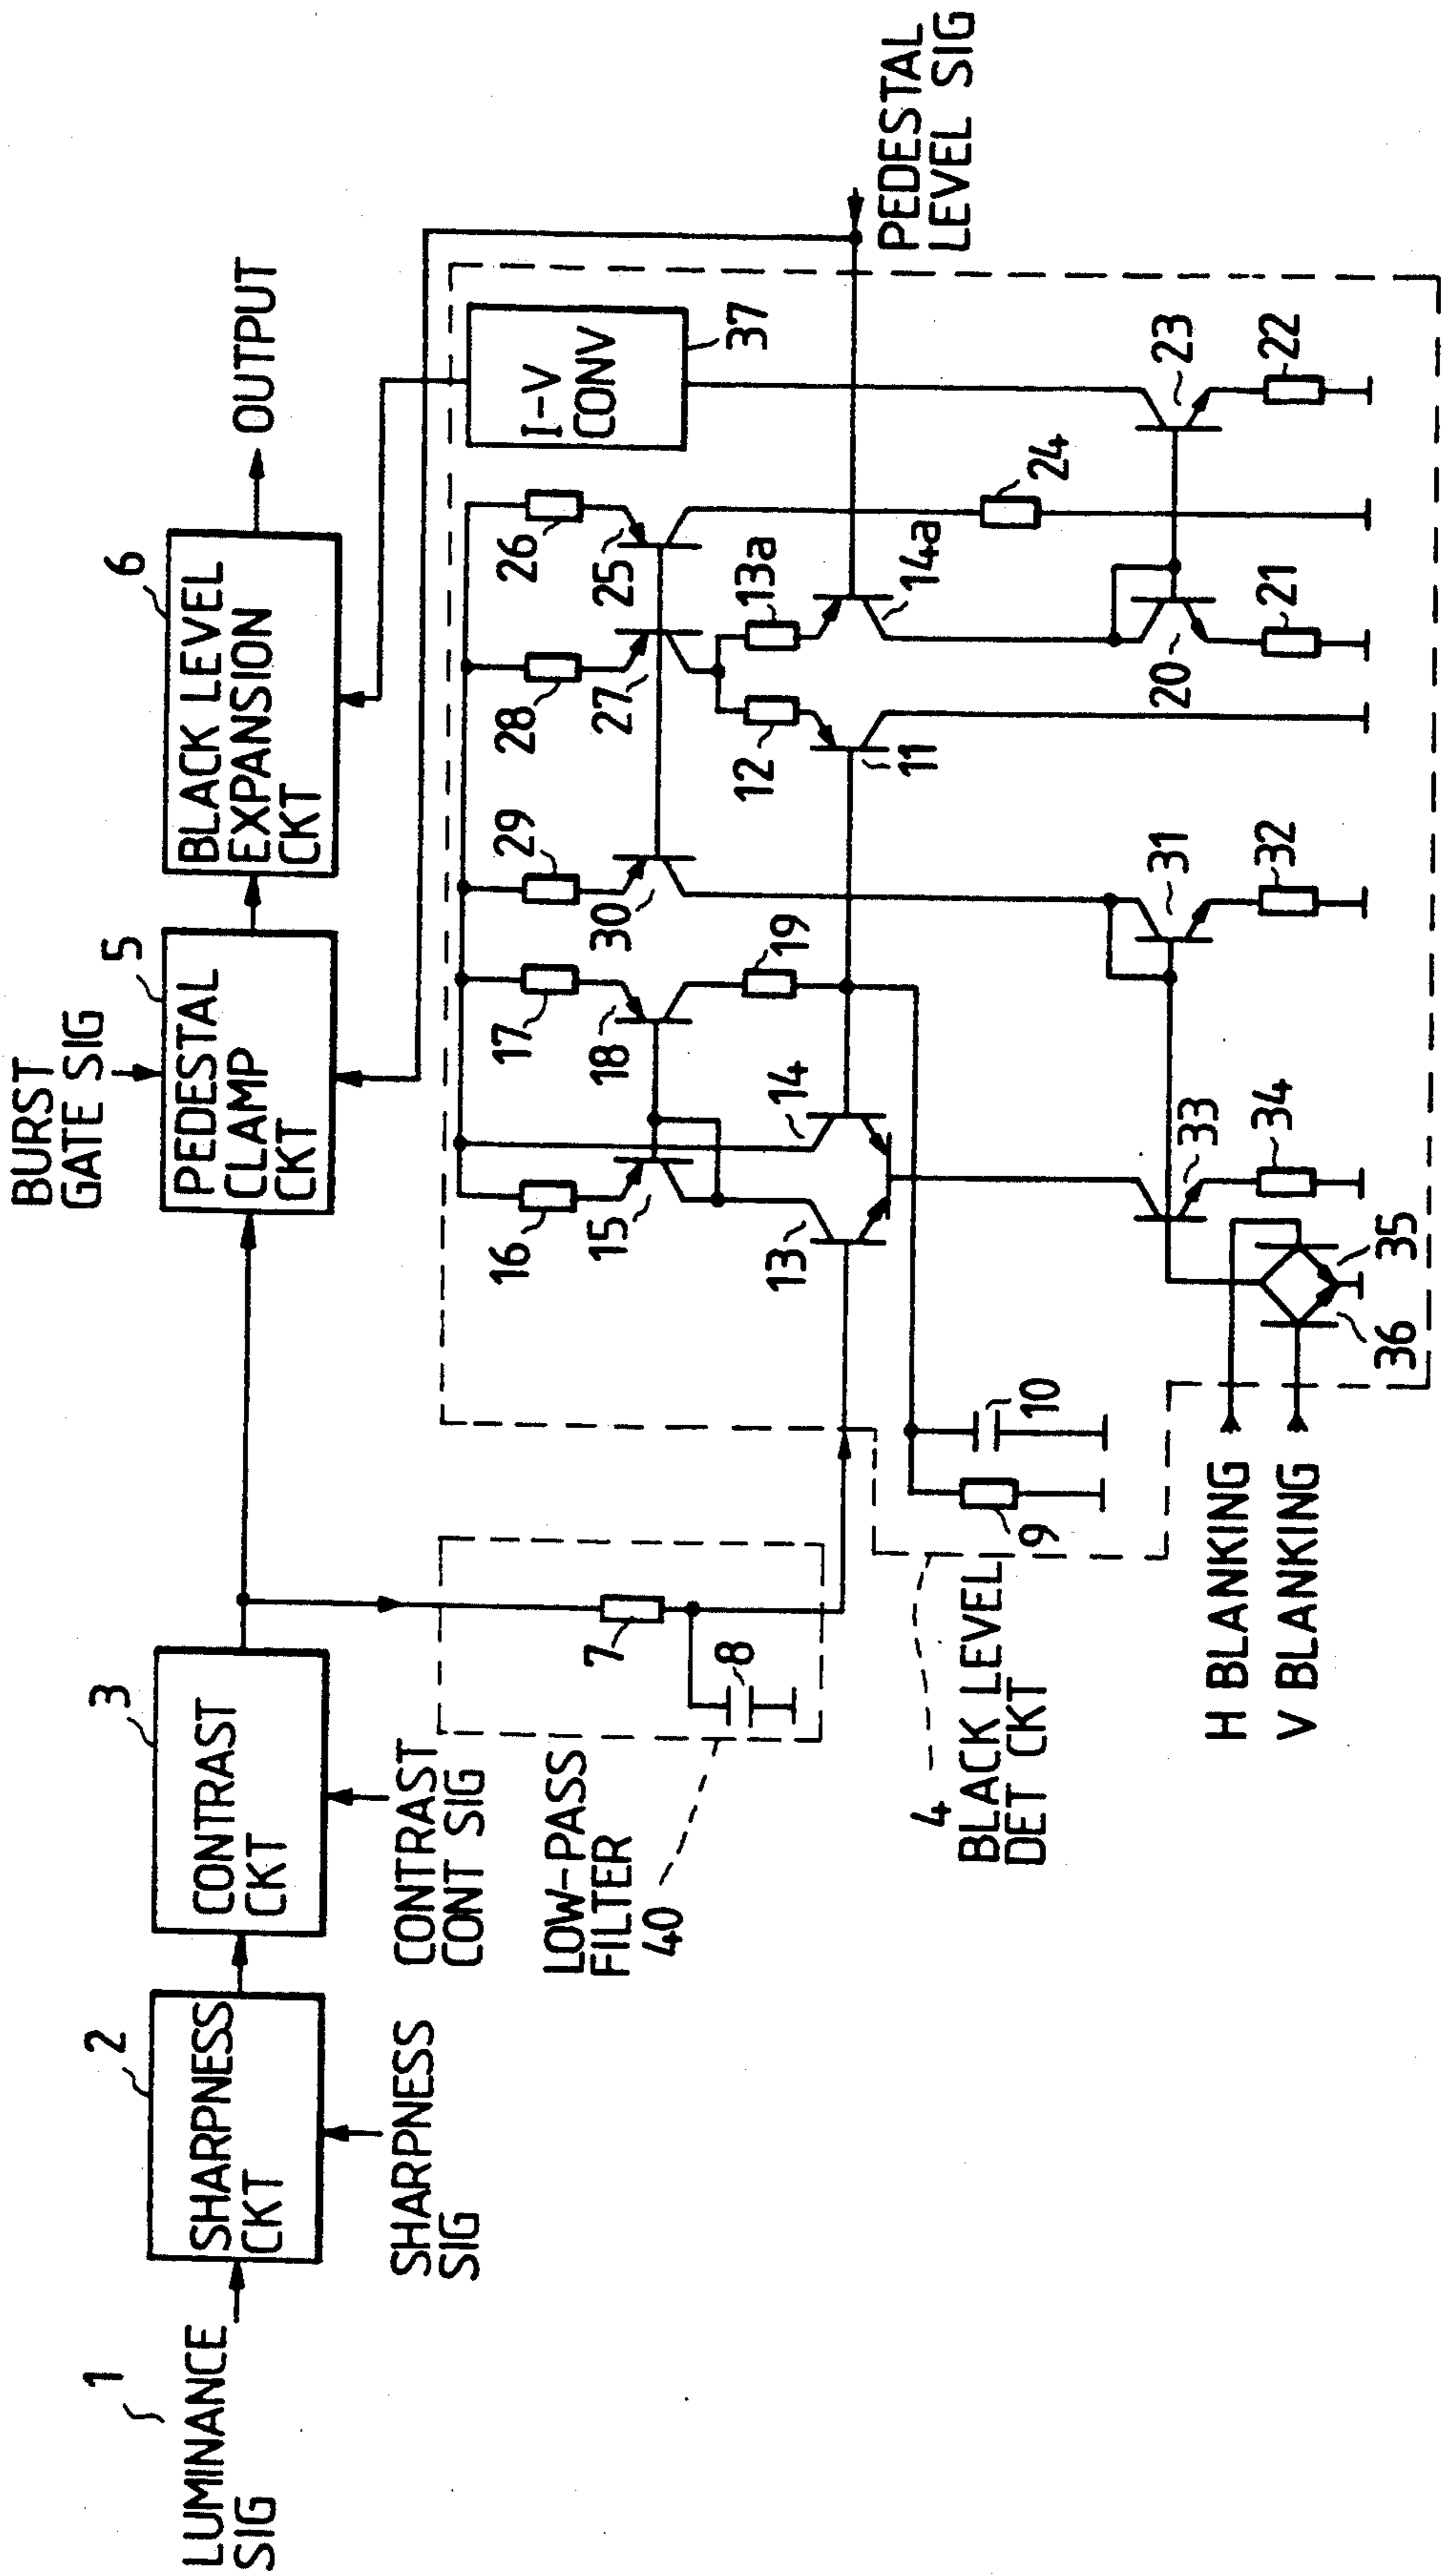 1
LUMINANCE
SIG
2
SHARPNESS
CKT
SHARPNESS
SIG
3
CONTRAST
CKT
CONTRAST
CONT SIG
BURST
GATE SIG
5
PEDESTAL
CLAMP
CKT
6
BLACK LEVEL
EXPANSION
CKT
OUTPUT
LOW-PASS
FILTER
40
7
8
4
BLACK LEVEL
DET CKT
9
10
16
15
17
18
19
13
14
29
30
28
27
26
25
12
13a
11
14a
24
I-V
CONV
37
PEDESTAL
LEVEL SIG
31
32
33
34
35
36
20
21
23
22
H BLANKING
V BLANKING